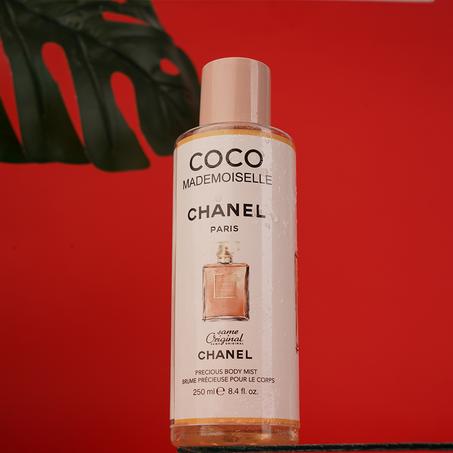 COCO
MADEMOISELLE
CHANEL
PARIS
same
Original
CHANEL
PRECIOUS BODY MIST
BRUME PRÉCIEUSE POUR LE CORPS
250 ml ℮ 8.4 fl. oz.